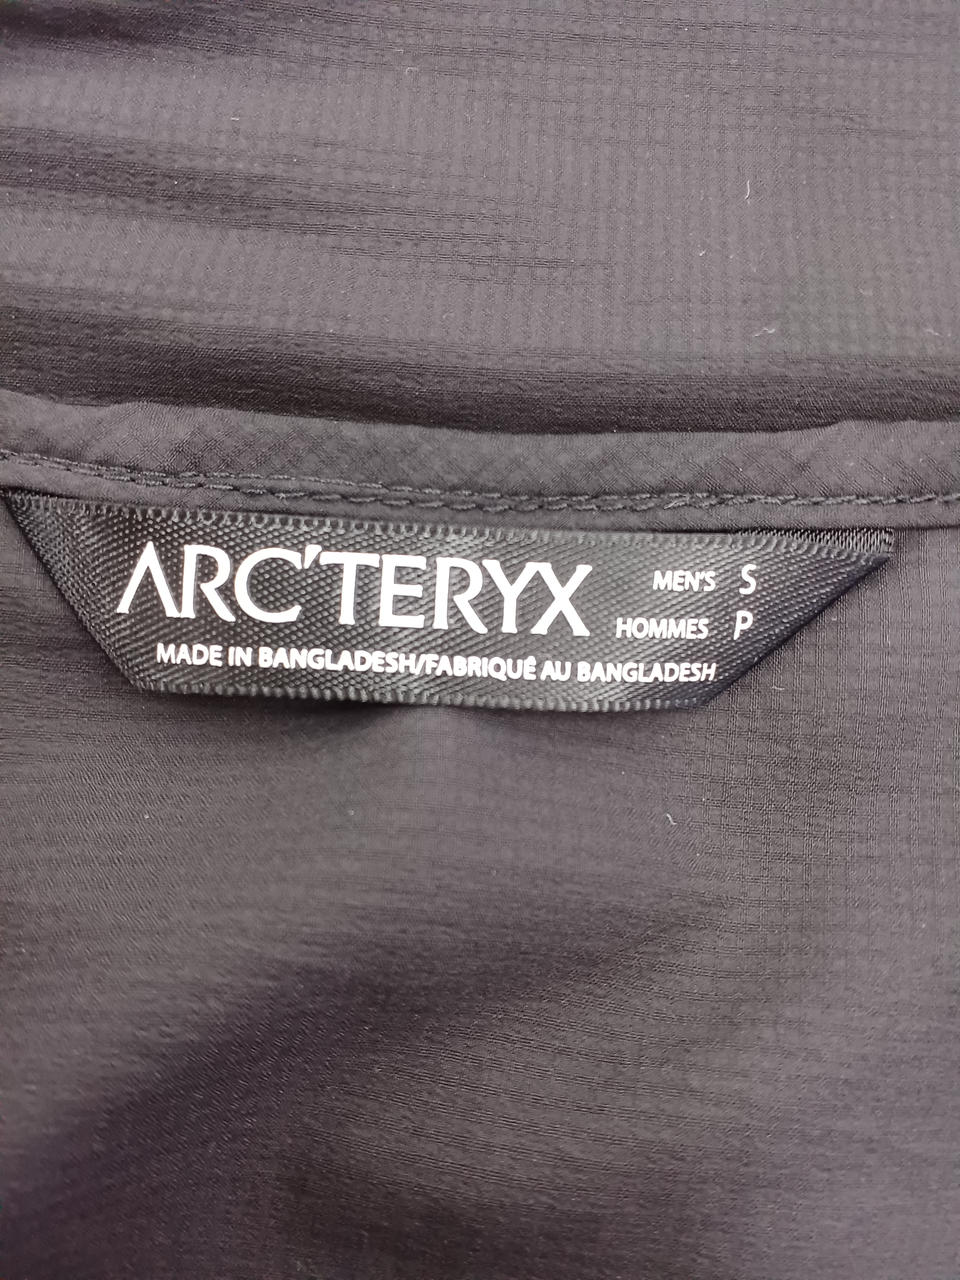 ARC'TERYX MEN'S S
HOMMES P
MADE IN BANGLADESH/FABRIQUÉ AU BANGLADESH